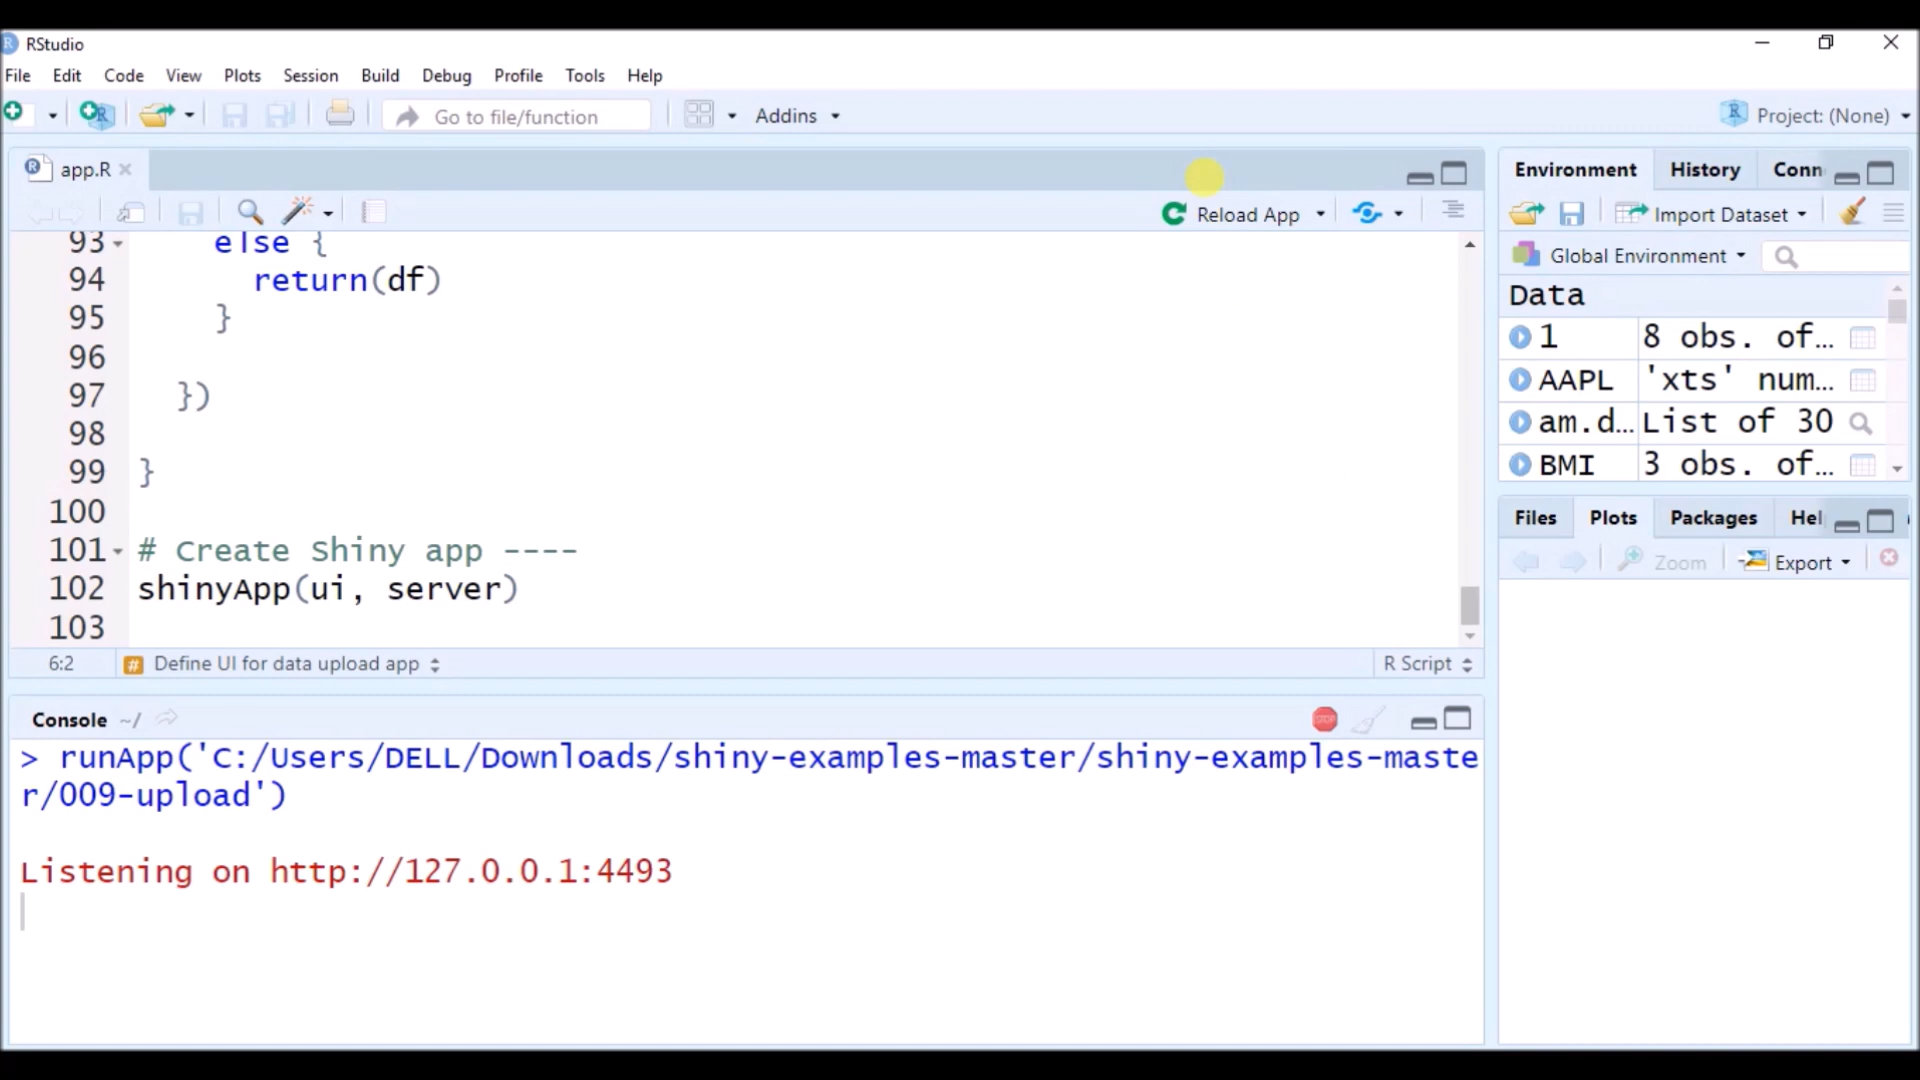 RStudio
File Edit Code View Plots Session Build Debug Profile Tools Help
Go to file/function Addins Project: (None)
app.R
Reload App
93 else {
94 return(df)
95 }
96
97 })
98
99 }
100
101 # Create Shiny app ----
102 shinyApp(ui, server)
103
6:2 # Define UI for data upload app R Script
Console ~/
> runApp('C:/Users/DELL/Downloads/shiny-examples-master/shiny-examples-maste
r/009-upload')
Listening on http://127.0.0.1:4493
Environment History Conn
Import Dataset
Global Environment
Data
1 8 obs. of…
AAPL 'xts' num…
am.d… List of 30
BMI 3 obs. of…
Files Plots Packages Hel
Zoom Export